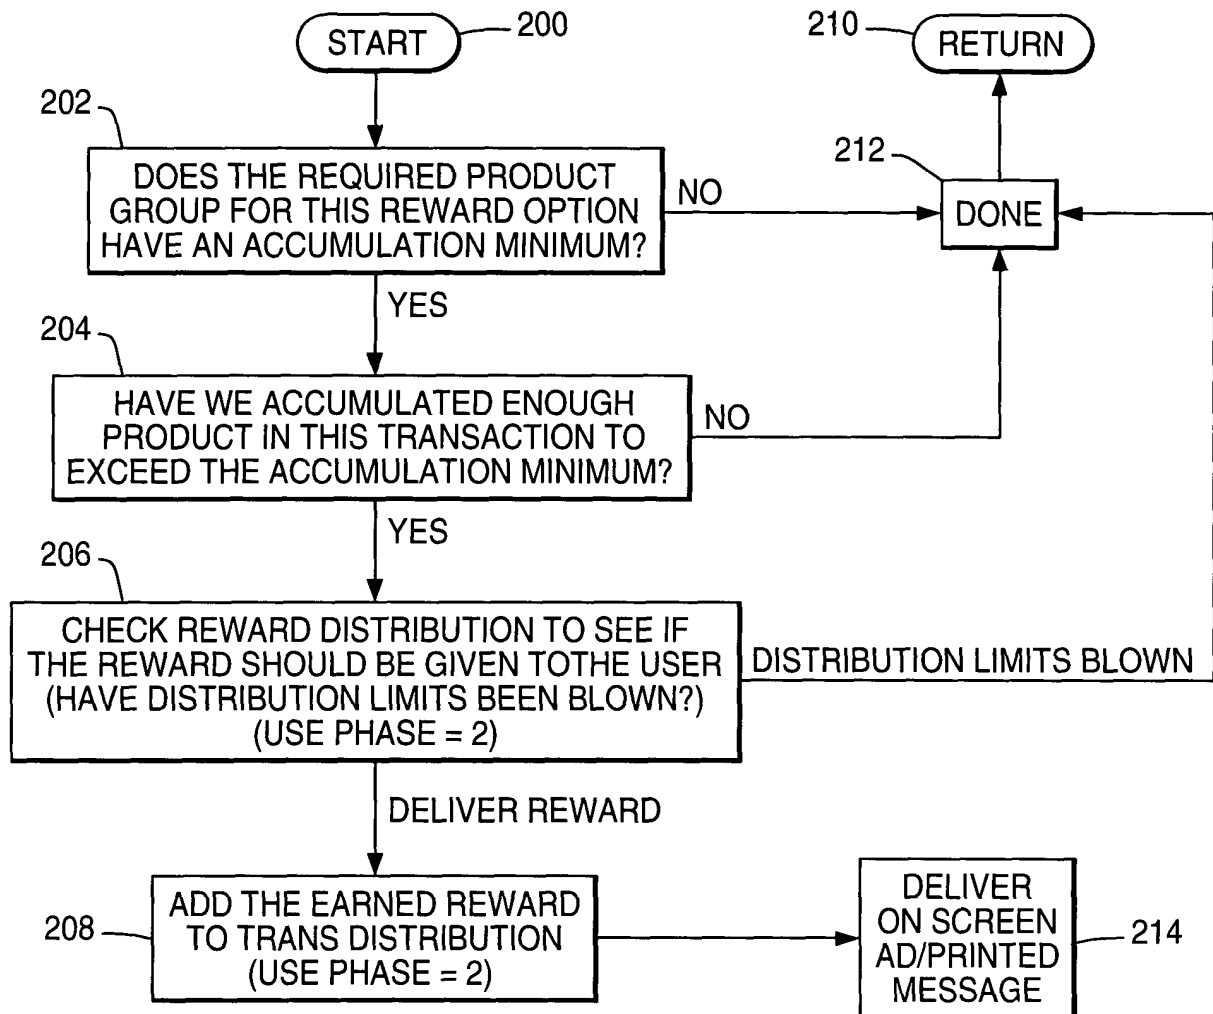 START
200
210
RETURN
202
212
DOES THE REQUIRED PRODUCT
GROUP FOR THIS REWARD OPTION
HAVE AN ACCUMULATION MINIMUM?
NO
DONE
YES
204
HAVE WE ACCUMULATED ENOUGH
PRODUCT IN THIS TRANSACTION TO
EXCEED THE ACCUMULATION MINIMUM?
NO
YES
206
CHECK REWARD DISTRIBUTION TO SEE IF
THE REWARD SHOULD BE GIVEN TOTHE USER
(HAVE DISTRIBUTION LIMITS BEEN BLOWN?)
(USE PHASE = 2)
DISTRIBUTION LIMITS BLOWN
DELIVER REWARD
208
ADD THE EARNED REWARD
TO TRANS DISTRIBUTION
(USE PHASE = 2)
DELIVER
ON SCREEN
AD/PRINTED
MESSAGE
214